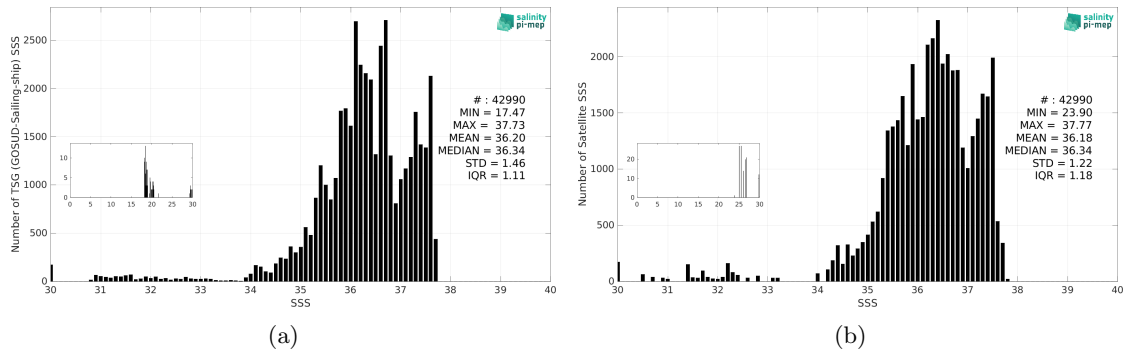 salinity
pi-mep
Number of TSG (GOSUD-Sailing-ship) SSS
2500
2000
1500
1000
500
0
# : 42990
MIN = 17.47
MAX = 37.73
MEAN = 36.20
MEDIAN = 36.34
STD = 1.46
IQR = 1.11
10
5
0
0 5 10 15 20 25 30
30 31 32 33 34 35 36 37 38 39 40
SSS
(a)
salinity
pi-mep
Number of Satellite SSS
2000
1500
1000
500
0
# : 42990
MIN = 23.90
MAX = 37.77
MEAN = 36.18
MEDIAN = 36.34
STD = 1.22
IQR = 1.18
20
10
0
0 5 10 15 20 25 30
30 31 32 33 34 35 36 37 38 39 40
SSS
(b)